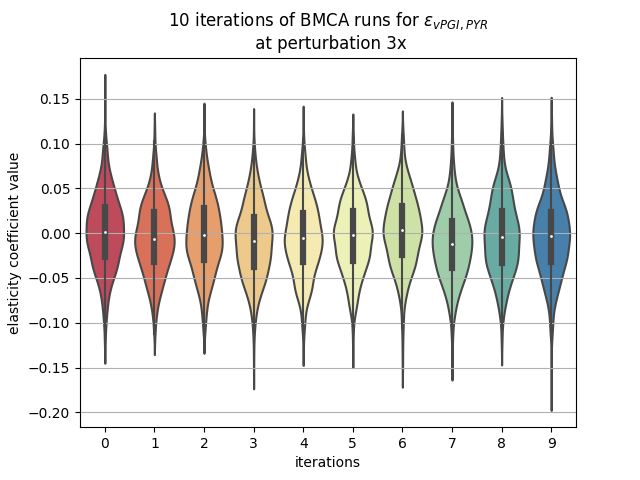 10 iterations of BMCA runs for ε_{vPGI, PYR}
at perturbation 3x
elasticity coefficient value
0.15
0.10
0.05
0.00
−0.05
−0.10
−0.15
−0.20
0 1 2 3 4 5 6 7 8 9
iterations